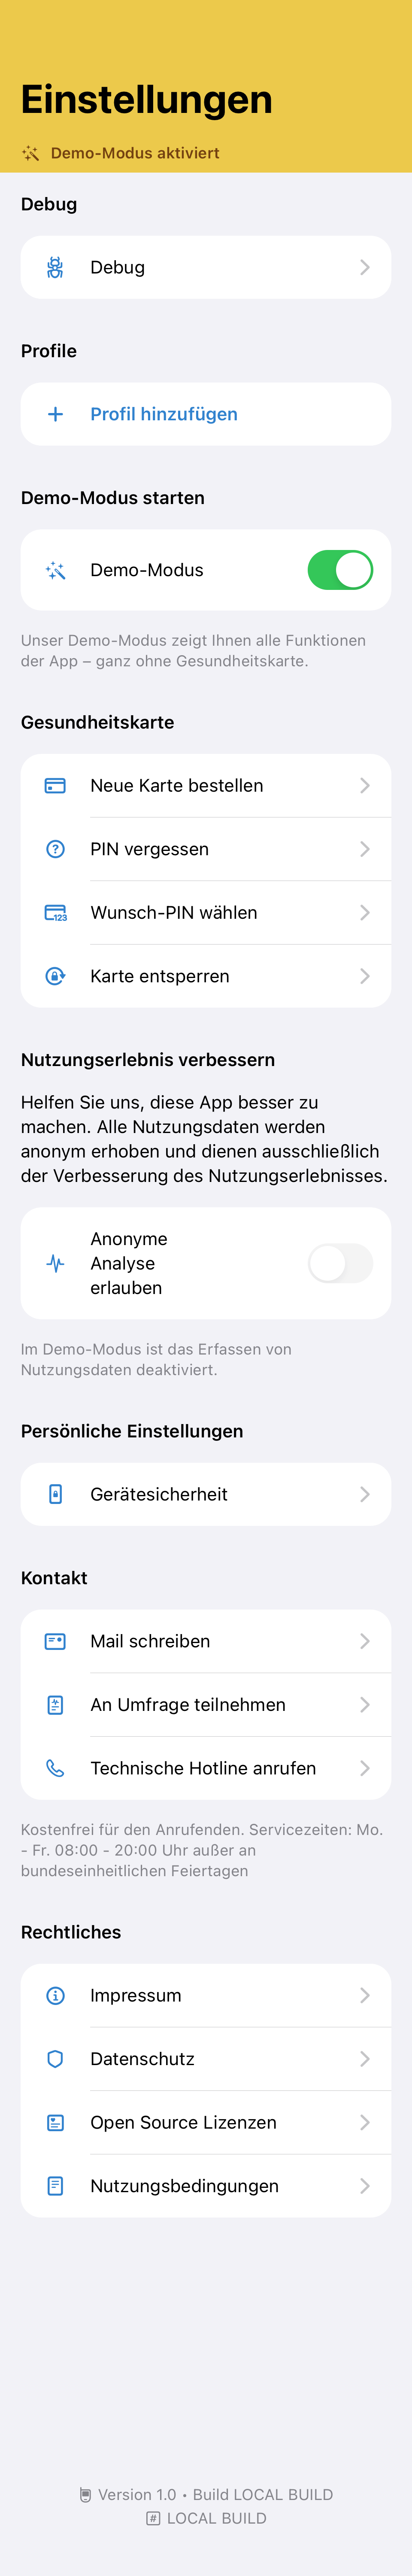 Einstellungen
Demo-Modus aktiviert
Debug
Debug
Profile
Profil hinzufügen
Demo-Modus starten
Demo-Modus
Unser Demo-Modus zeigt Ihnen alle Funktionen
der App – ganz ohne Gesundheitskarte.
Gesundheitskarte
Neue Karte bestellen
PIN vergessen
123 Wunsch-PIN wählen
Karte entsperren
Nutzungserlebnis verbessern
Helfen Sie uns, diese App besser zu
machen. Alle Nutzungsdaten werden
anonym erhoben und dienen ausschließlich
der Verbesserung des Nutzungserlebnisses.
Anonyme
Analyse
erlauben
Im Demo-Modus ist das Erfassen von
Nutzungsdaten deaktiviert.
Persönliche Einstellungen
Gerätesicherheit
Kontakt
Mail schreiben
An Umfrage teilnehmen
Technische Hotline anrufen
Kostenfrei für den Anrufenden. Servicezeiten: Mo.
- Fr. 08:00 - 20:00 Uhr außer an
bundeseinheitlichen Feiertagen
Rechtliches
Impressum
Datenschutz
Open Source Lizenzen
Nutzungsbedingungen
Version 1.0 • Build LOCAL BUILD
# LOCAL BUILD